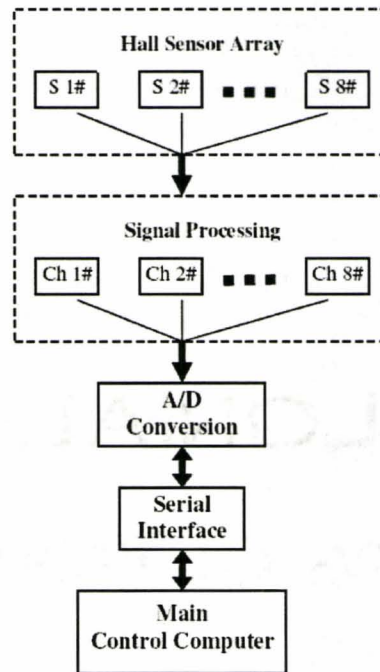 Hall Sensor Array
S 1# S 2# S 8#
Signal Processing
Ch 1# Ch 2# Ch 8#
A/D
Conversion
Serial
Interface
Main
Control Computer